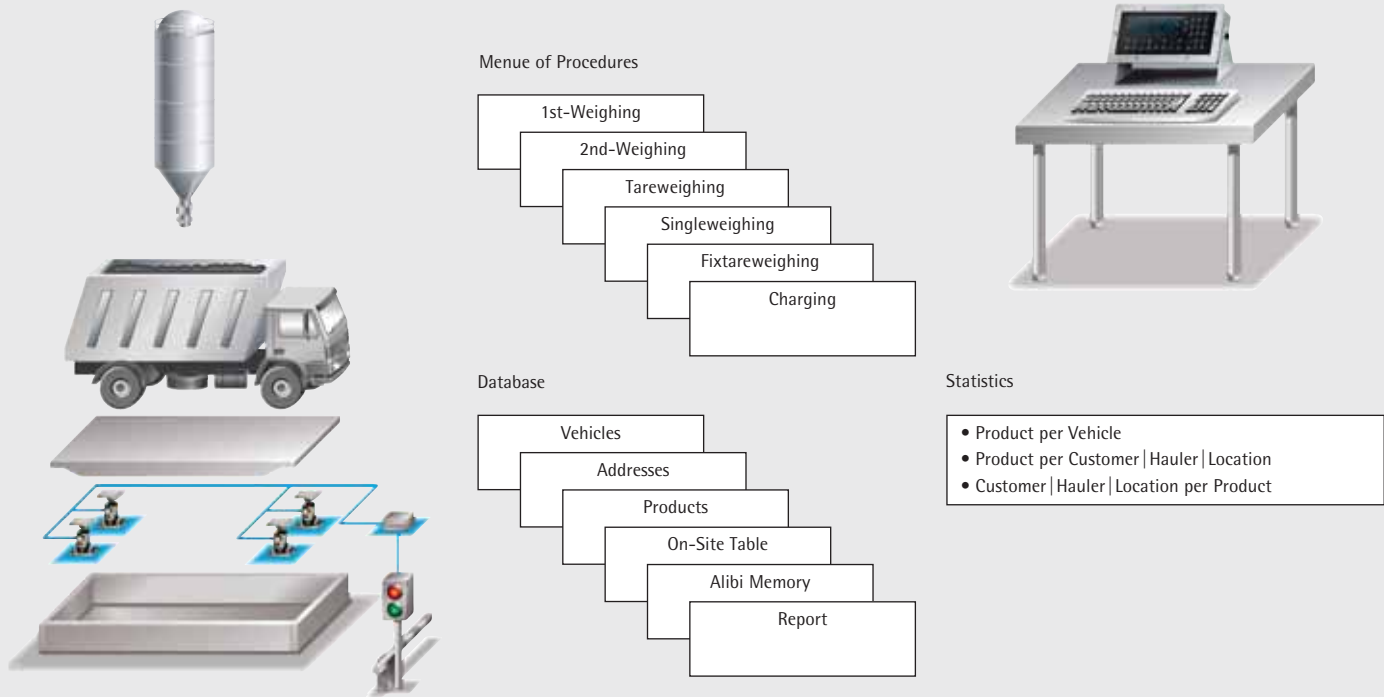 Menue of Procedures
1st-Weighing
2nd-Weighing
Tareweighing
Singleweighing
Fixtareweighing
Charging
Database
Vehicles
Addresses
Products
On-Site Table
Alibi Memory
Report
Statistics
• Product per Vehicle
• Product per Customer|Hauler|Location
• Customer|Hauler|Location per Product